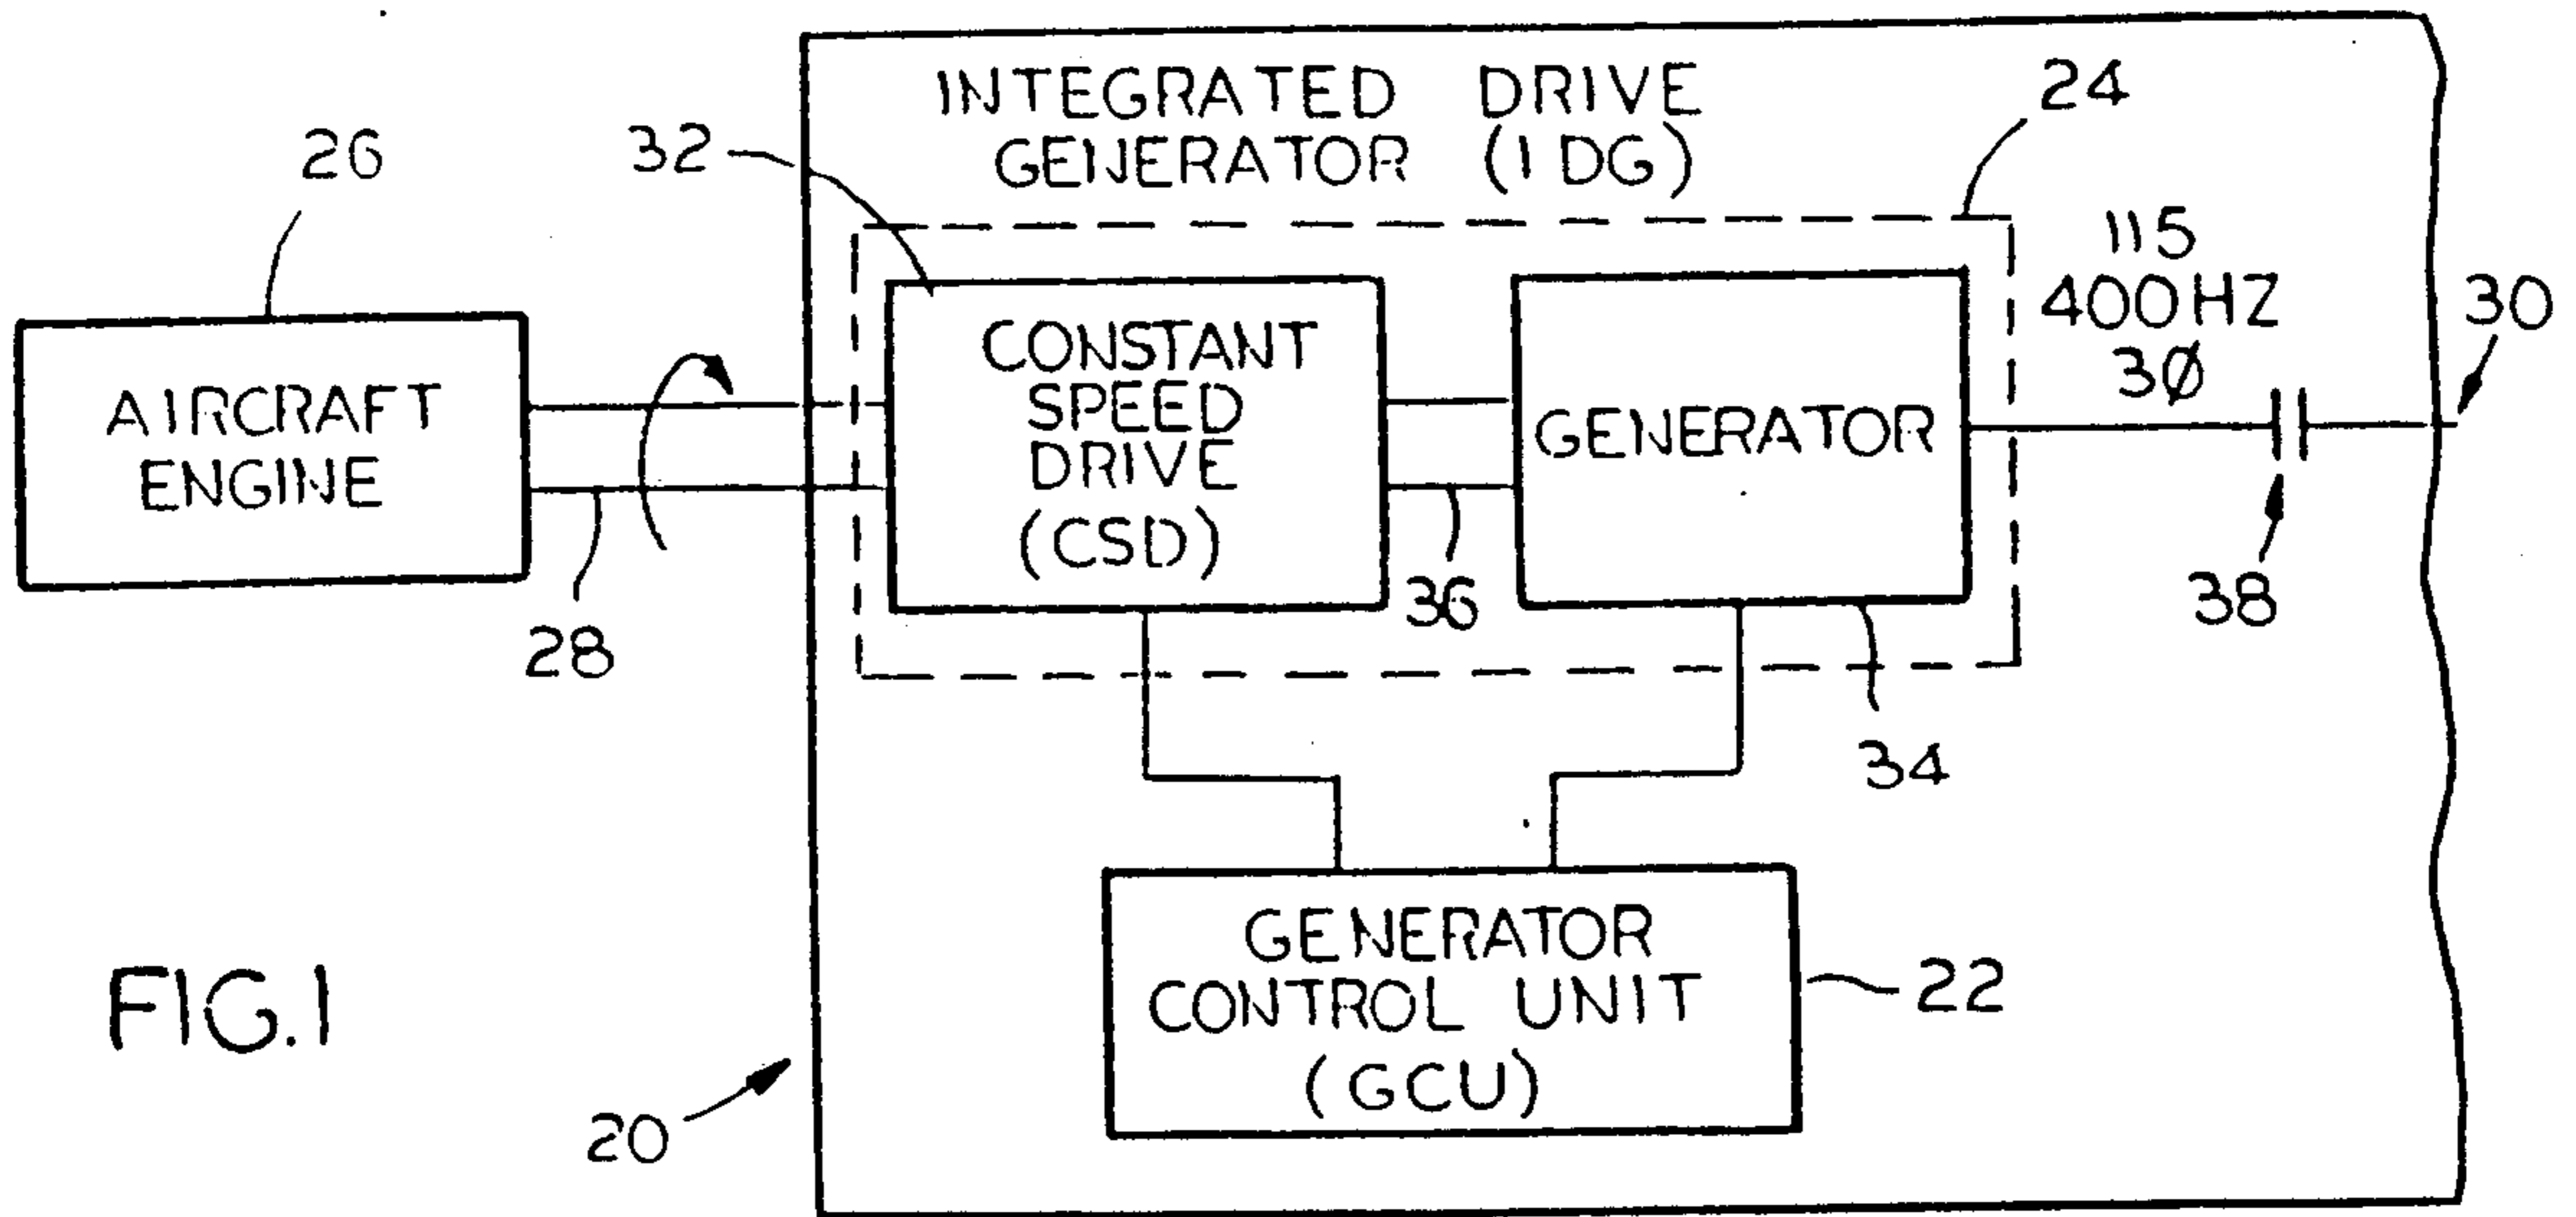 INTEGRATED DRIVE
GENERATOR (IDG)
24
26
32
115
400HZ
3Ø
30
AIRCRAFT
ENGINE
CONSTANT
SPEED
DRIVE
(CSD)
GENERATOR
28
36
38
34
GENERATOR
CONTROL UNIT
(GCU)
22
20
FIG.1